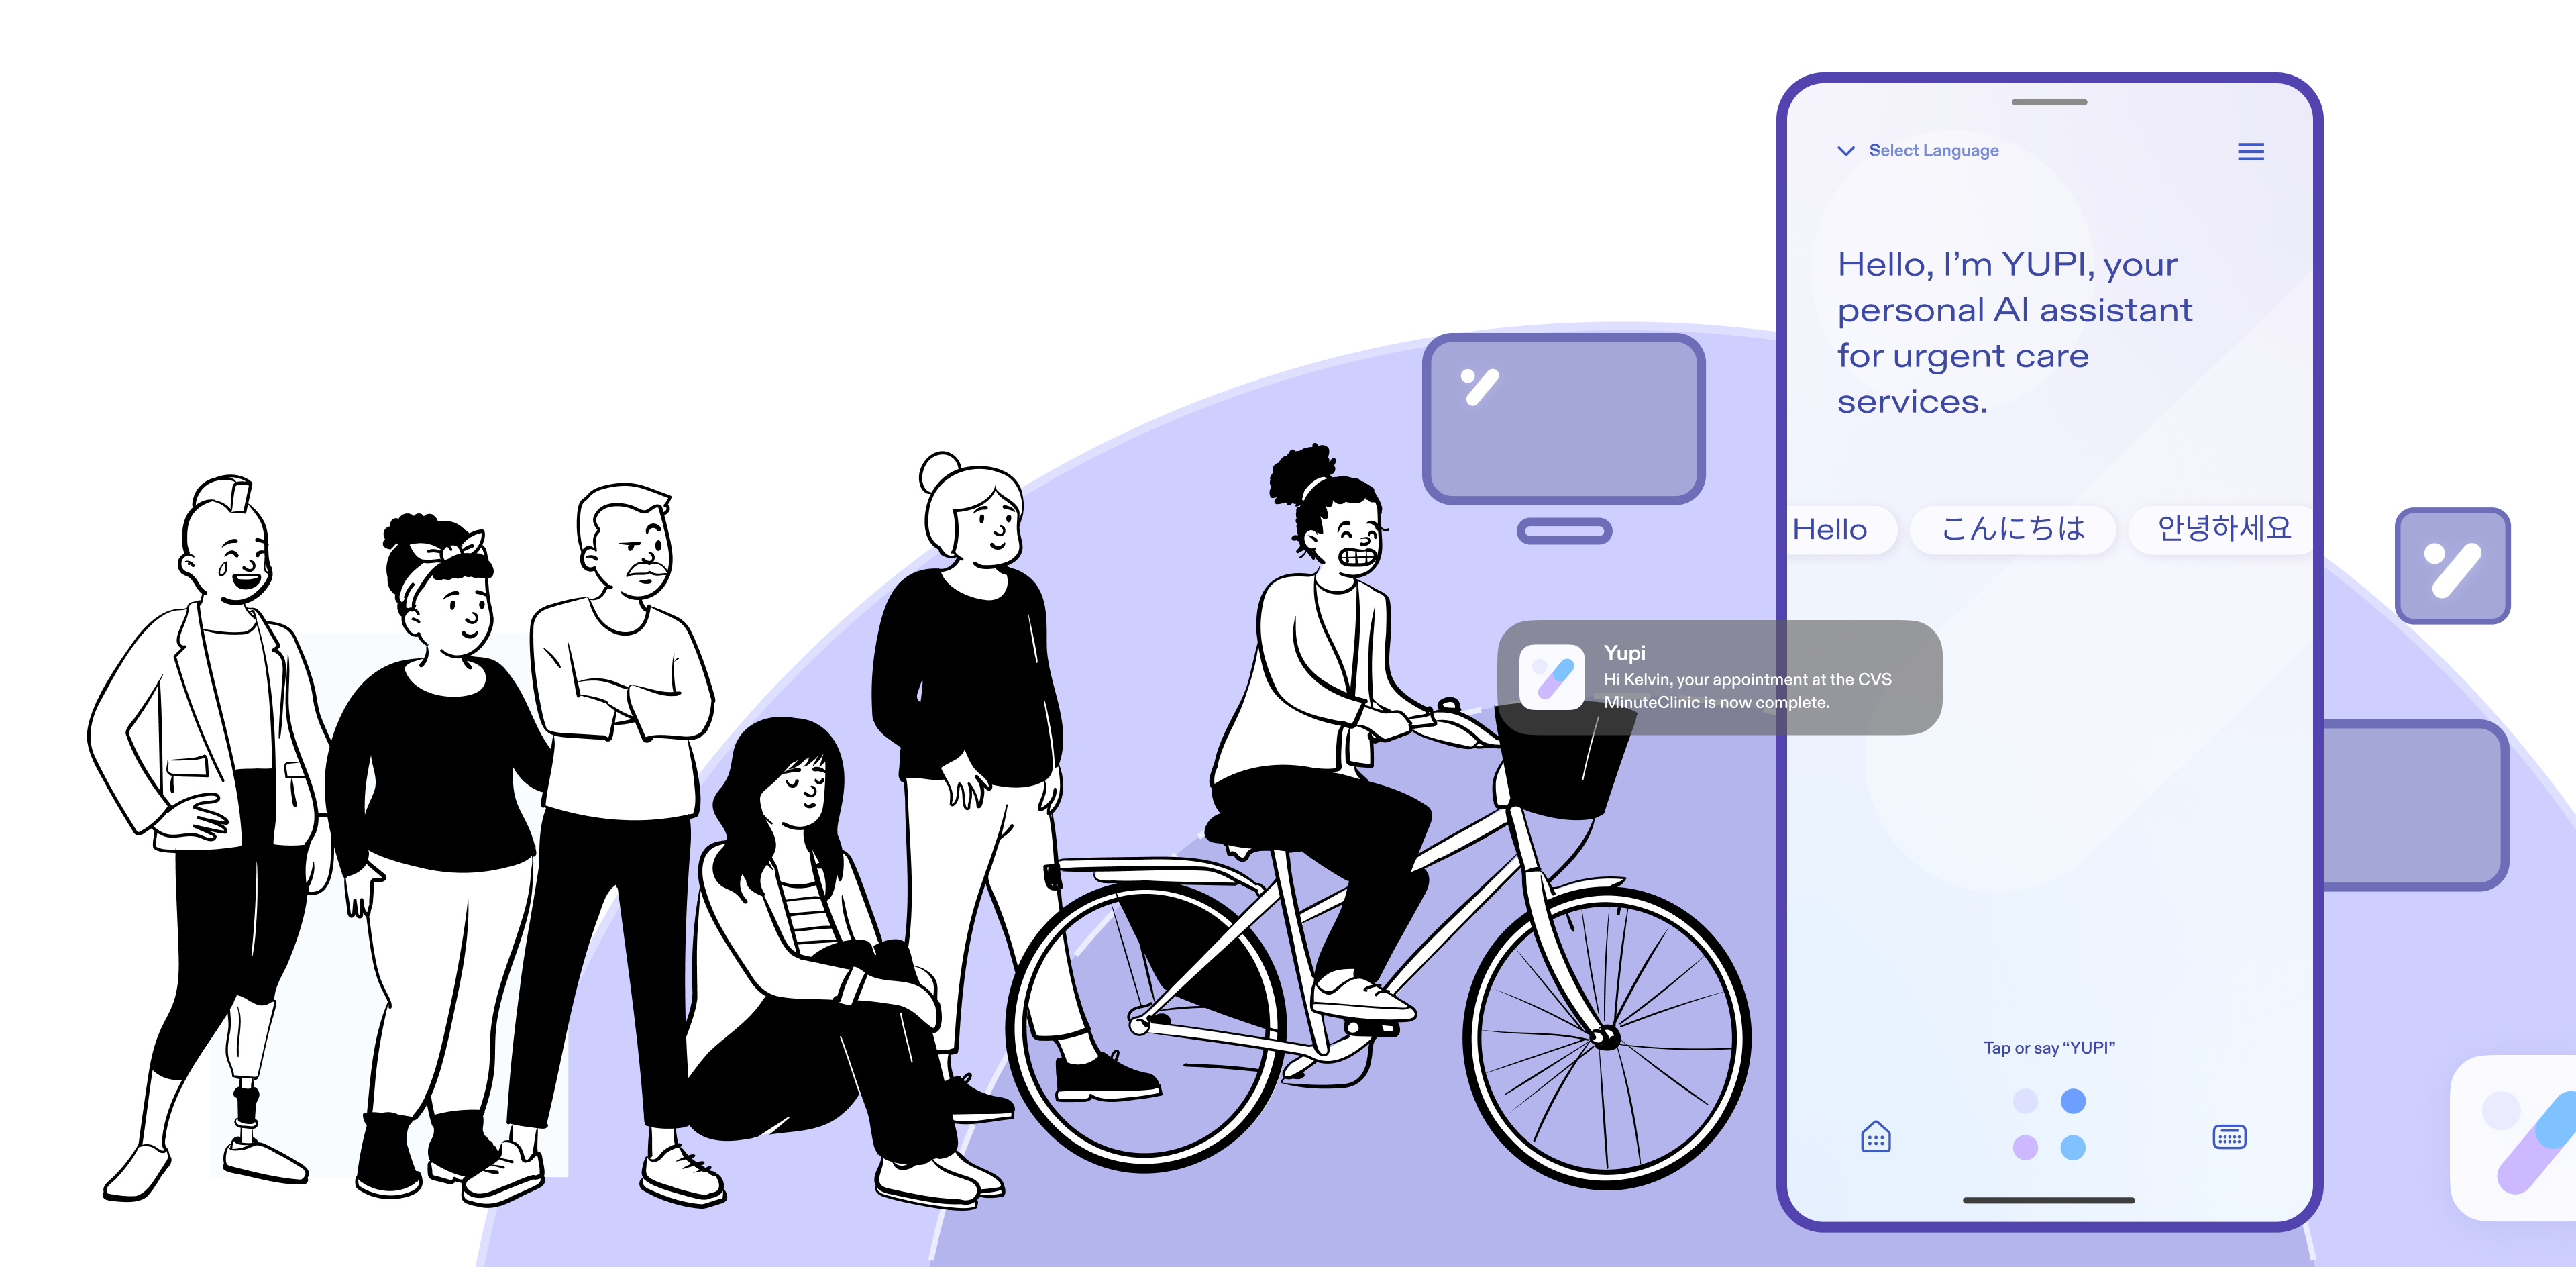 Select Language
Hello, I’m YUPI, your
personal AI assistant
for urgent care
services.
Hello
こんにちは
안녕하세요
Yupi
Hi Kelvin, your appointment at the CVS
MinuteClinic is now complete.
Tap or say “YUPI”